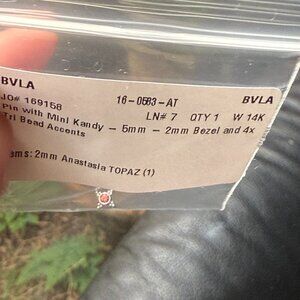 BVLA BVLA
JO# 169158 16-0583-AT LN# 7 QTY 1 W 14K
Pin with Mini Kandy - 5mm - 2mm Bezel and 4x
Tri Bead Accents
ems: 2mm Anastasia TOPAZ (1)